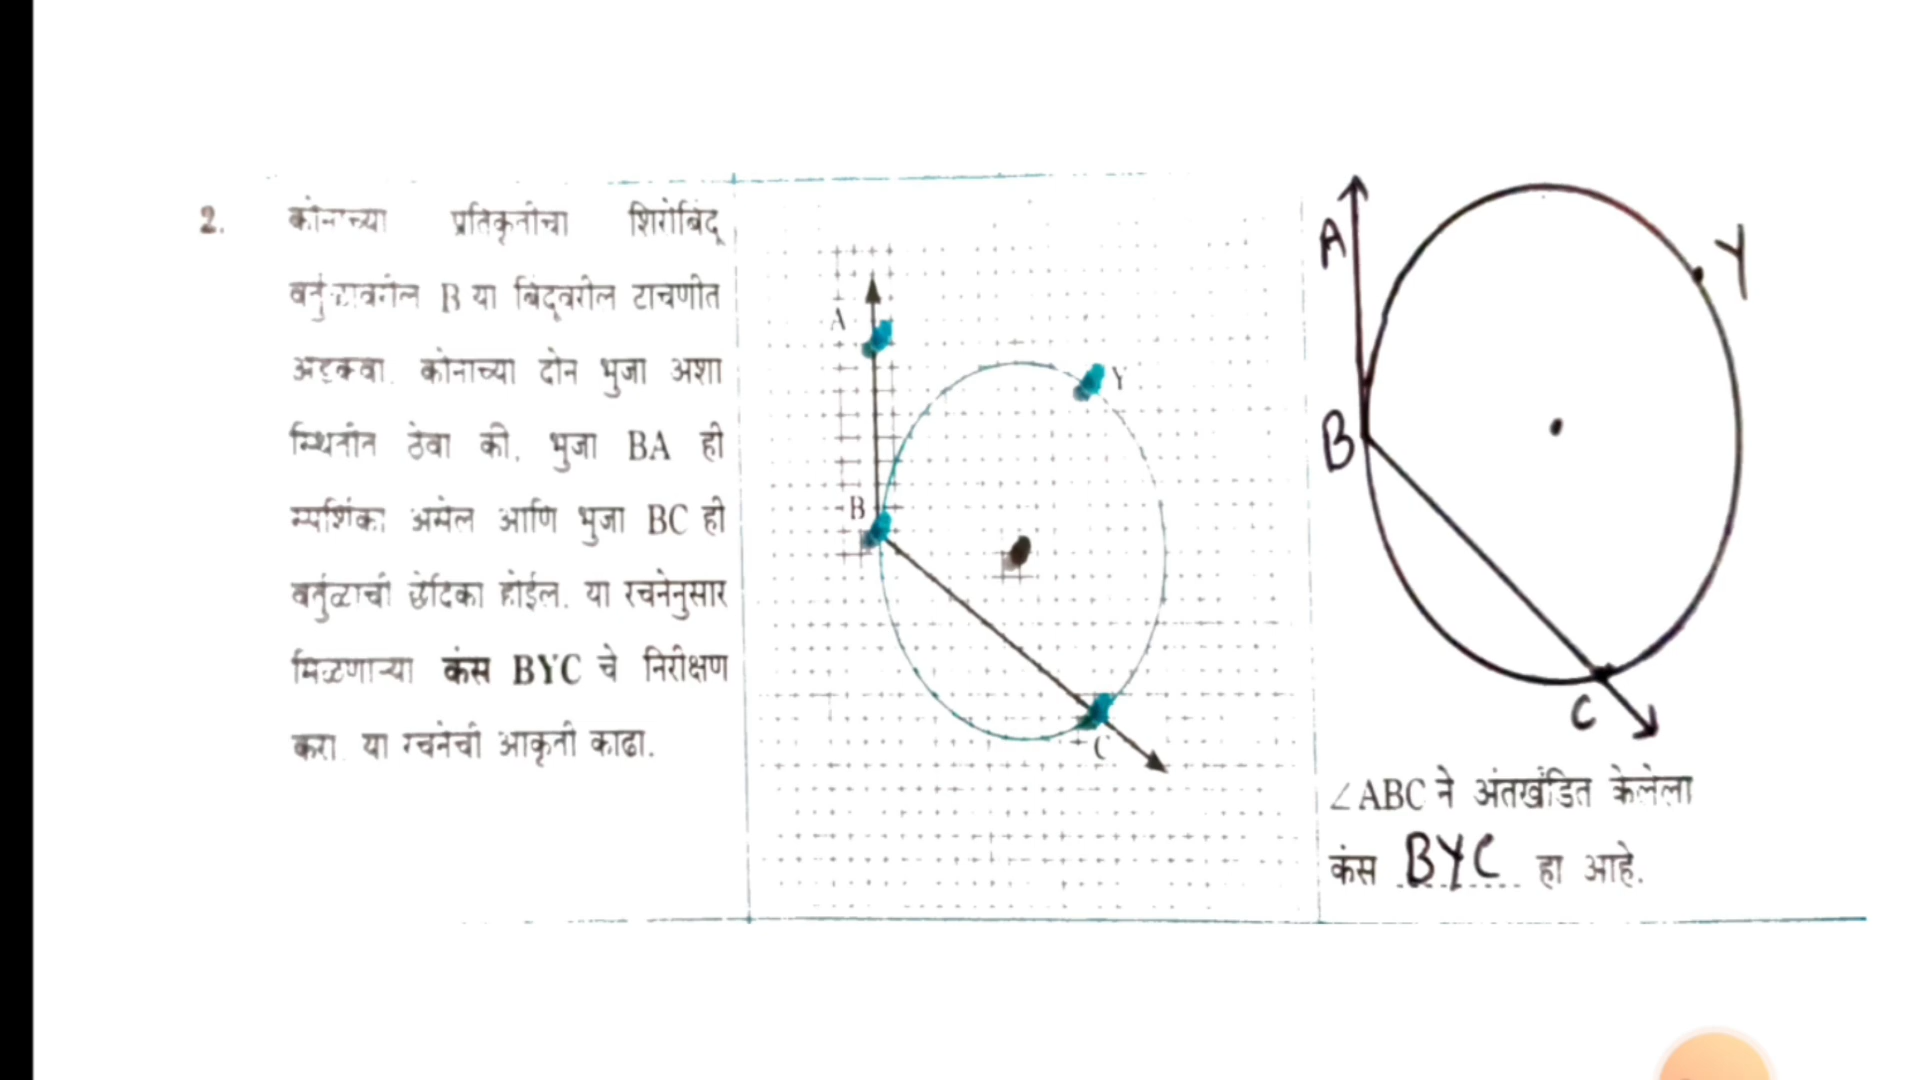 2. कोनाच्या प्रतिकृतीचा शिरोबिंदू
वर्तुळावरील B या बिंदूवरील टाचणीत
अडकवा. कोनाच्या दोन भुजा अशा
स्थितीत ठेवा की, भुजा BA ही
स्पर्शिका असेल आणि भुजा BC ही
वर्तुळाची छेदिका होईल. या रचनेनुसार
मिळणाऱ्या कंस BYC चे निरीक्षण
करा. या रचनेची आकृती काढा.
A
Y
B
C
A
Y
B
C
∠ABC ने अंतखंडित केलेला
कंस BYC हा आहे.